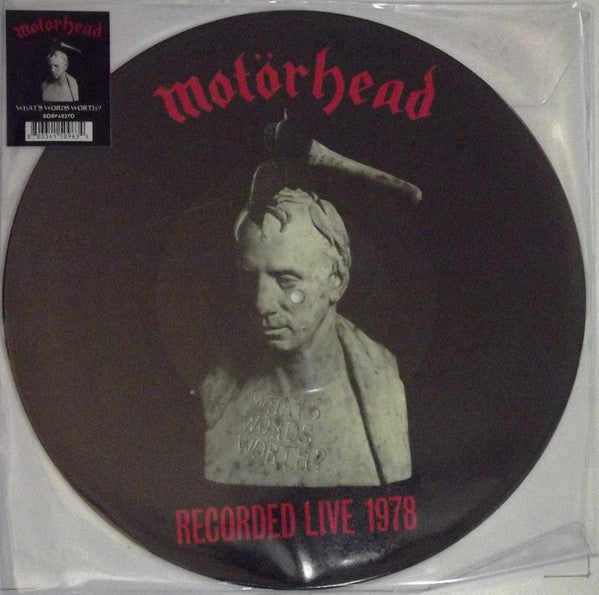 motörhead
WHAT'S WORDS WORTH?
motörhead
WHAT'S
WORDS
WORTH?
RECORDED LIVE 1978